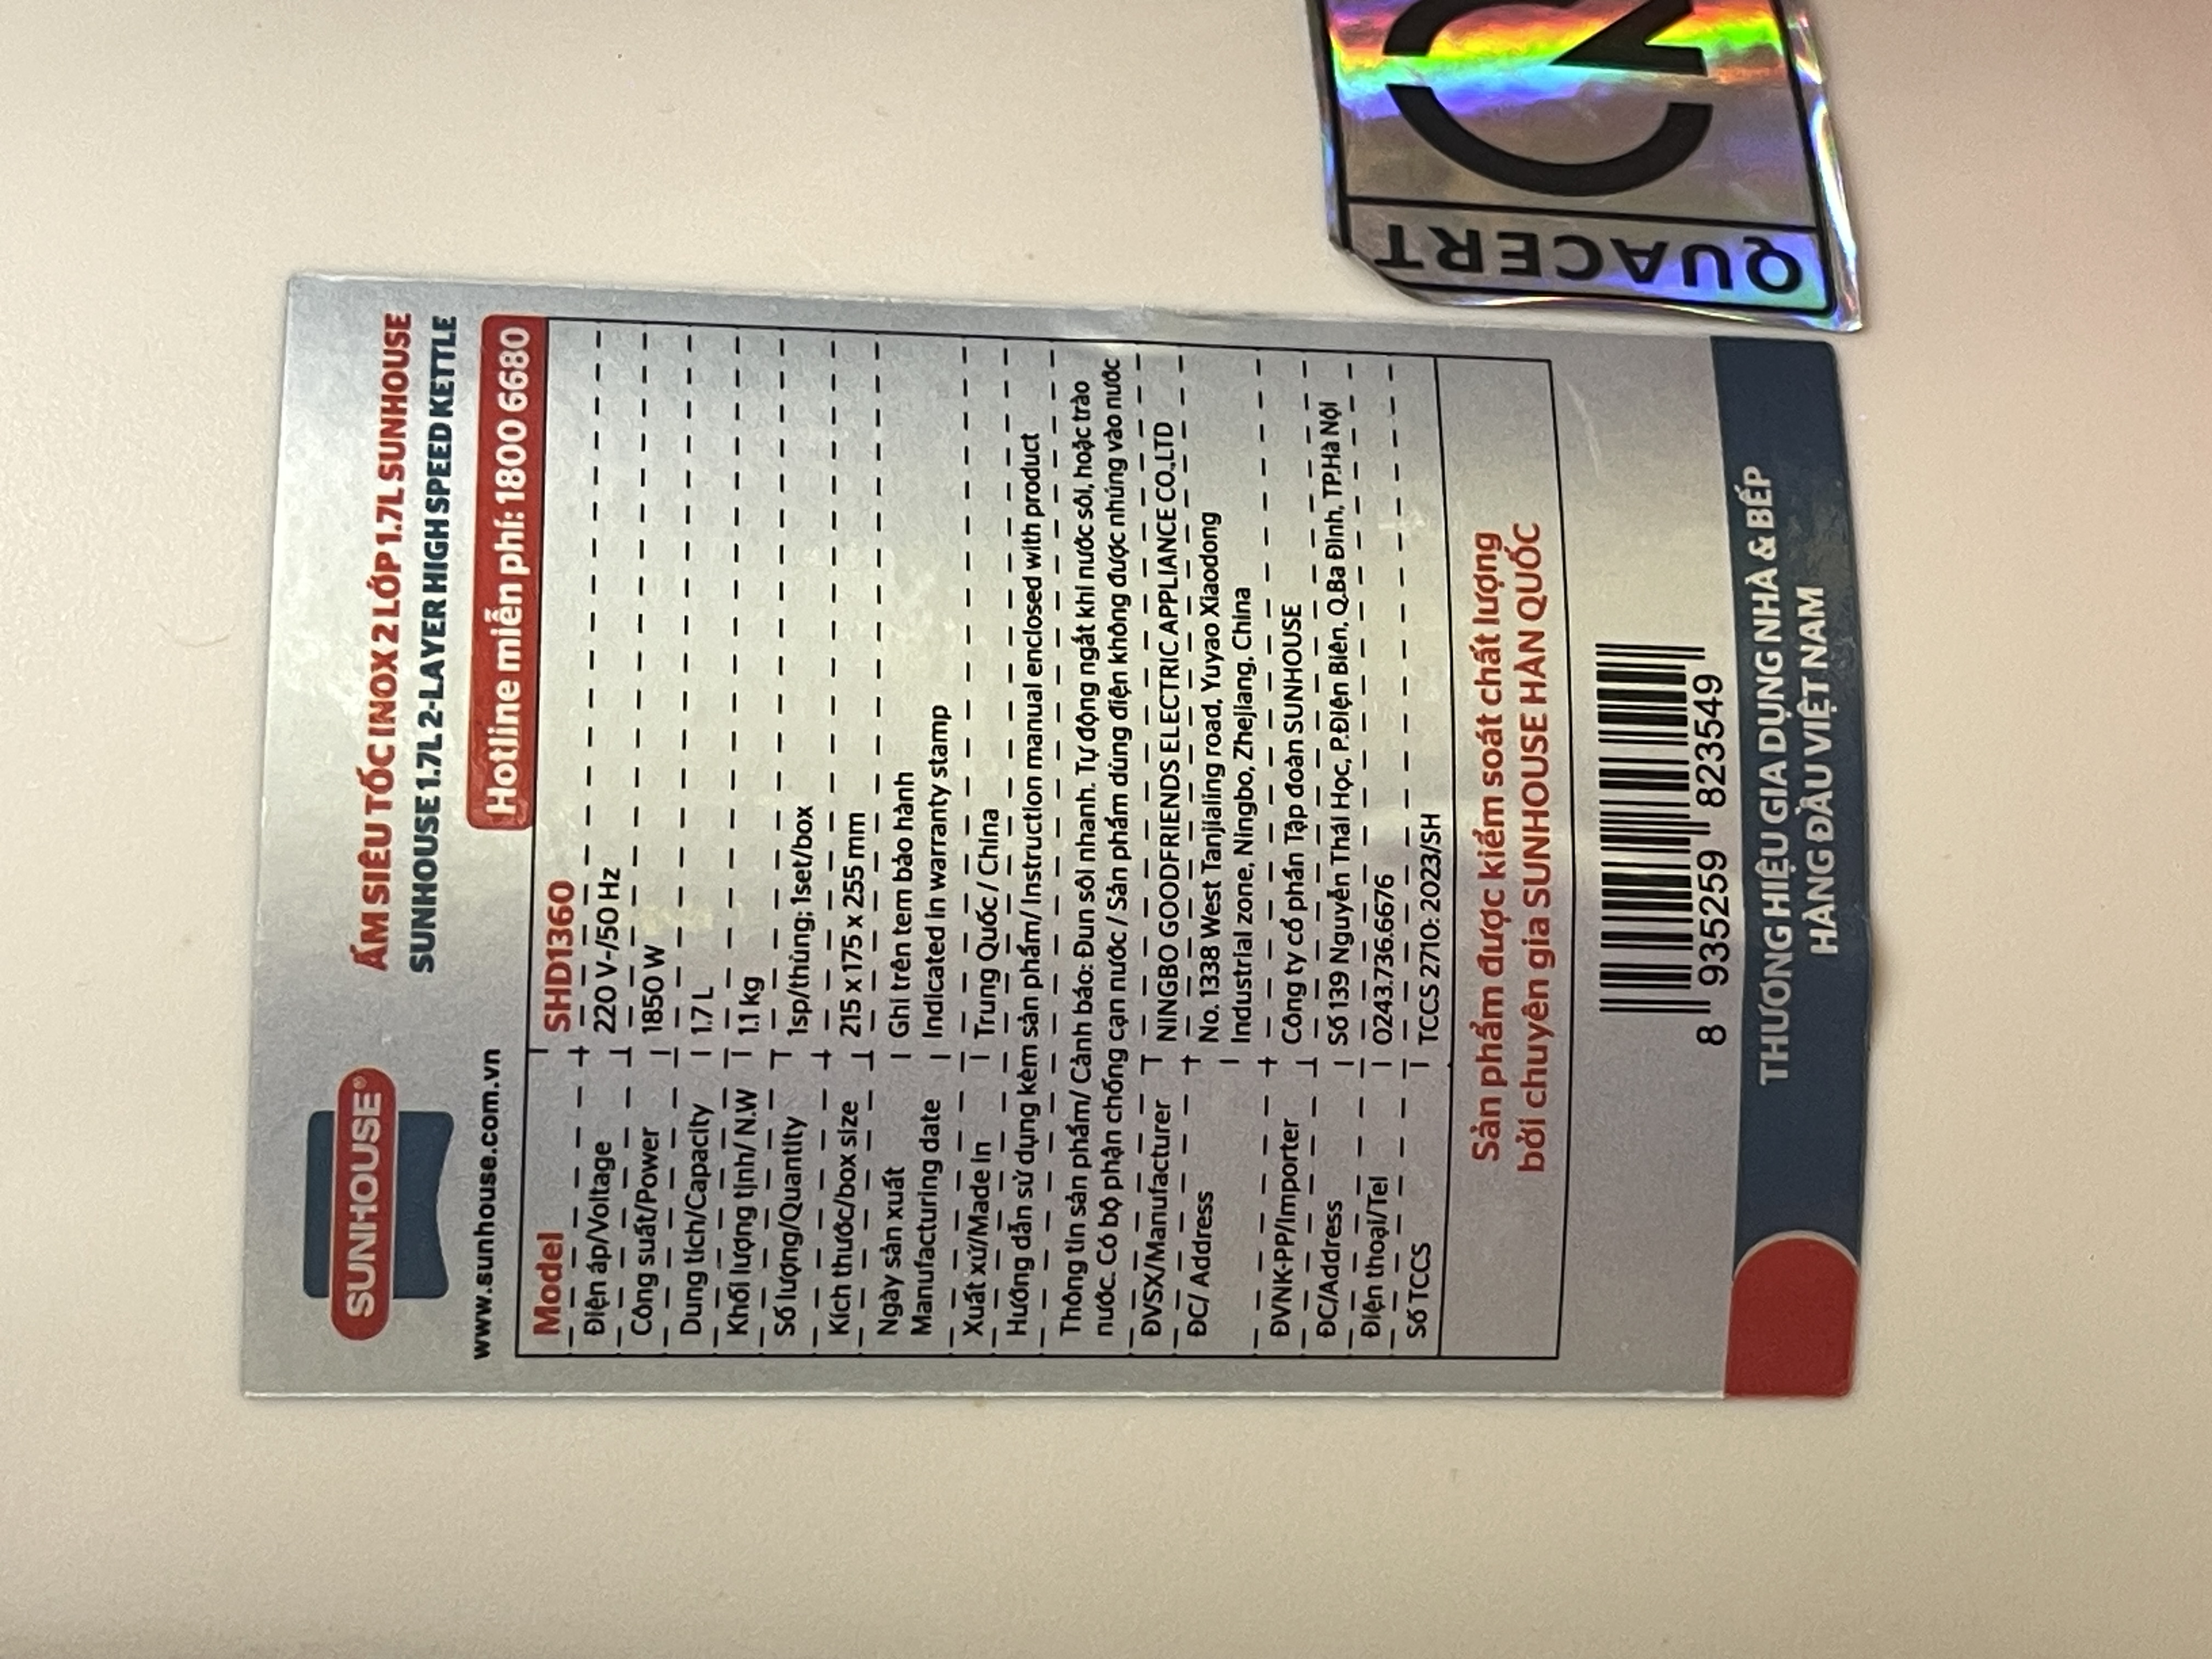 SUNHOUSE®
www.sunhouse.com.vn
ẤM SIÊU TỐC INOX 2 LỚP 1.7L SUNHOUSE
SUNHOUSE 1.7L 2-LAYER HIGH SPEED KETTLE
Hotline miễn phí: 1800 6680
Model SHD1360
Điện áp/Voltage 220 V~/50 Hz
Công suất/Power 1850 W
Dung tích/Capacity 1.7 L
Khối lượng tịnh/ N.W 1.1 kg
Số lượng/Quantity 1sp/thùng; 1set/box
Kích thước/box size 215 x 175 x 255 mm
Ngày sản xuất Ghi trên tem bảo hành
Manufacturing date Indicated in warranty stamp
Xuất xứ/Made in Trung Quốc / China
Hướng dẫn sử dụng kèm sản phẩm/ Instruction manual enclosed with product
Thông tin sản phẩm/ Cảnh báo: Đun sôi nhanh. Tự động ngắt khi nước sôi, hoặc trào
nước. Có bộ phận chống cạn nước / Sản phẩm dùng điện không được nhúng vào nước
ĐVSX/Manufacturer NINGBO GOODFRIENDS ELECTRIC APPLIANCE CO.,LTD
ĐC/ Address No. 1338 West Tanjialing road, Yuyao Xiaodong
Industrial zone, Ningbo, Zhejiang, China
ĐVNK-PP/Importer Công ty cổ phần Tập đoàn SUNHOUSE
ĐC/Address Số 139 Nguyễn Thái Học, P.Điện Biên, Q.Ba Đình, TP.Hà Nội
Điện thoại/Tel 0243.736.6676
Số TCCS TCCS 2710: 2023/SH
Sản phẩm được kiểm soát chất lượng
bởi chuyên gia SUNHOUSE HÀN QUỐC
8 935259 823549
THƯƠNG HIỆU GIA DỤNG NHÀ & BẾP
HÀNG ĐẦU VIỆT NAM
QUACERT